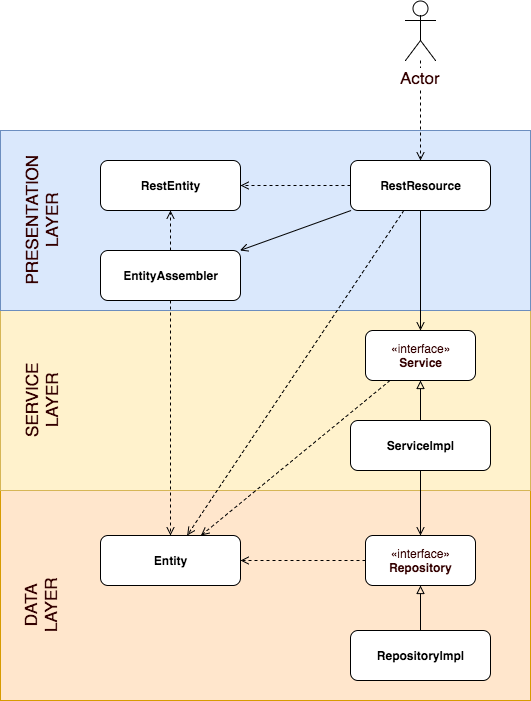 Actor
PRESENTATION
LAYER
RestEntity
RestResource
EntityAssembler
SERVICE
LAYER
«interface»
Service
ServiceImpl
DATA
LAYER
Entity
«interface»
Repository
RepositoryImpl